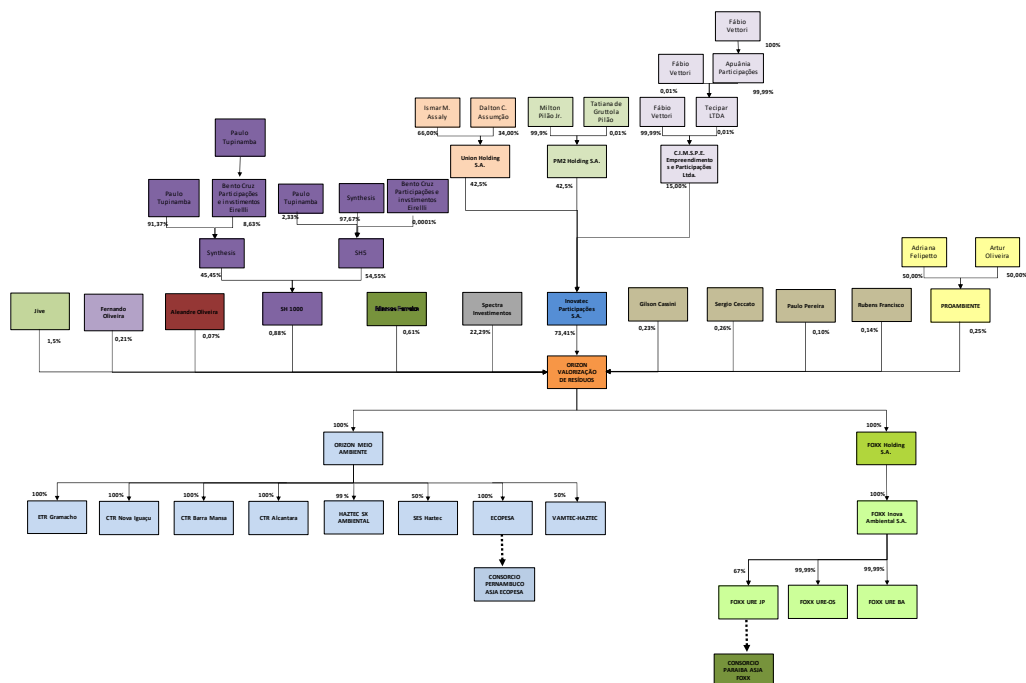 Fábio
Vettori
100%
Fábio
Vettori
Apuânia
Participações
0,01%
99,99%
Ismar M.
Assaly
Dalton C.
Assumção
Milton
Pilão Jr.
Tatiana de
Gruttola
Pilão
Fábio
Vettori
Tecipar
LTDA
66,00%
34,00%
99,9%
0,01%
99,99%
0,01%
Paulo
Tupinamba
Union Holding
S.A.
PM2 Holding S.A.
C.I.M.S.P.E.
Empreendimento
s e Participações
Ltda.
42,5%
42,5%
15,00%
Paulo
Tupinamba
Bento Cruz
Participações
e invstimentos
Eirelli
Paulo
Tupinamba
Synthesis
Bento Cruz
Participações
e invstimentos
Eirelli
91,37%
8,63%
2,33%
97,67%
0,0001%
Synthesis
SHS
45,45%
54,55%
Adriana
Felipetto
Artur
Oliveira
50,00%
50,00%
Jive
Fernando
Oliveira
Aleandre Oliveira
SH 1000
Spectra
Investimentos
Inovatec
Participações
S.A.
Gilson Casini
Sergio Ceccato
Paulo Pereira
Rubens Francisco
PROAMBIENTE
1,5%
0,21%
0,07%
0,88%
0,61%
22,29%
73,41%
0,23%
0,26%
0,10%
0,14%
0,25%
ORIZON
VALORIZAÇÃO
DE RESÍDUOS
100%
100%
ORIZON MEIO
AMBIENTE
FOXX Holding
S.A.
100%
100%
100%
100%
99 %
50%
100%
50%
100%
ETR Gramacho
CTR Nova Iguaçu
CTR Barra Mansa
CTR Alcantara
HAZTEC SX
AMBIENTAL
SES Haztec
ECOPESA
VAMTEC-HAZTEC
FOXX Inova
Ambiental S.A.
CONSORCIO
PERNAMBUCO
ASJA ECOPESA
67%
99,99%
99,99%
FOXX URE JP
FOXX URE-OS
FOXX URE BA
CONSORCIO
PARAIBA ASJA
FOXX